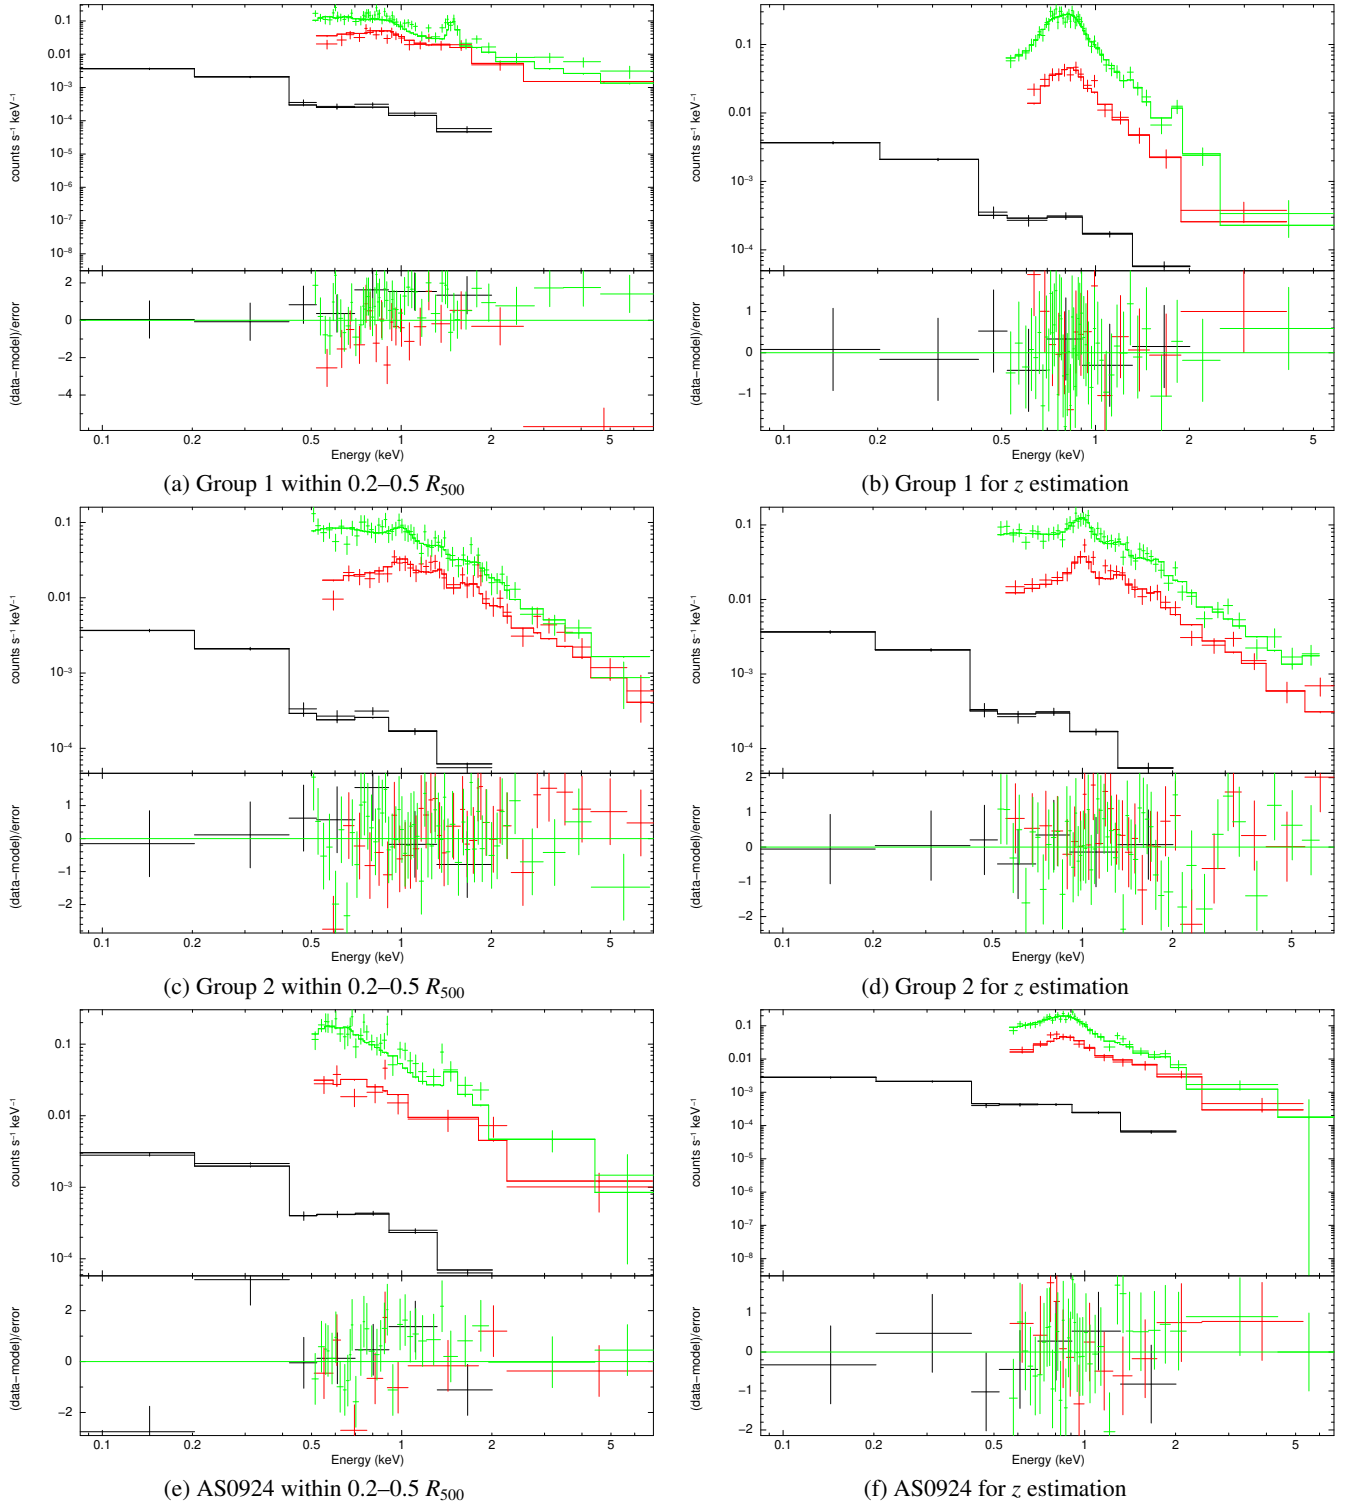 0.1
0.01
10⁻³
10⁻⁴
10⁻⁵
10⁻⁶
10⁻⁷
10⁻⁸
counts s⁻¹ keV⁻¹
2
0
−2
−4
(data−model)/error
0.1 0.2 0.5 1 2 5
Energy (keV)
(a) Group 1 within 0.2–0.5 R500
0.1
0.01
10⁻³
10⁻⁴
counts s⁻¹ keV⁻¹
1
0
−1
(data−model)/error
0.1 0.2 0.5 1 2 5
Energy (keV)
(b) Group 1 for z estimation
0.1
0.01
10⁻³
10⁻⁴
counts s⁻¹ keV⁻¹
1
0
−1
−2
(data−model)/error
0.1 0.2 0.5 1 2 5
Energy (keV)
(c) Group 2 within 0.2–0.5 R500
0.1
0.01
10⁻³
10⁻⁴
counts s⁻¹ keV⁻¹
2
1
0
−1
−2
(data−model)/error
0.1 0.2 0.5 1 2 5
Energy (keV)
(d) Group 2 for z estimation
0.1
0.01
10⁻³
10⁻⁴
counts s⁻¹ keV⁻¹
2
0
−2
(data−model)/error
0.1 0.2 0.5 1 2 5
Energy (keV)
(e) AS0924 within 0.2–0.5 R500
0.1
0.01
10⁻³
10⁻⁴
10⁻⁵
10⁻⁶
10⁻⁷
10⁻⁸
counts s⁻¹ keV⁻¹
1
0
−1
−2
(data−model)/error
0.1 0.2 0.5 1 2 5
Energy (keV)
(f) AS0924 for z estimation